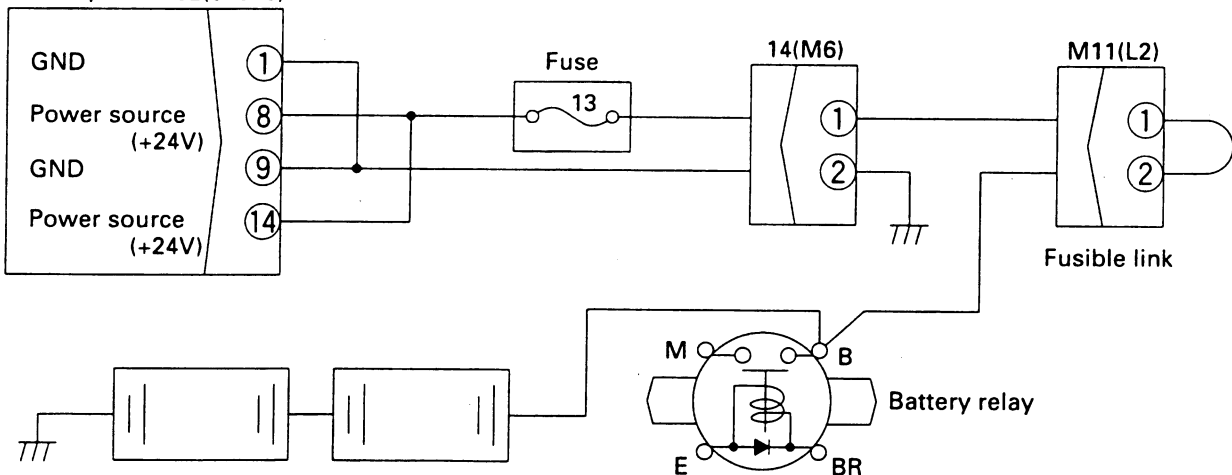 GND
1
Power source
(+24V)
8
GND
9
Power source
(+24V)
14
Fuse
13
14(M6)
1
2
M11(L2)
1
2
Fusible link
M
B
Battery relay
E
BR